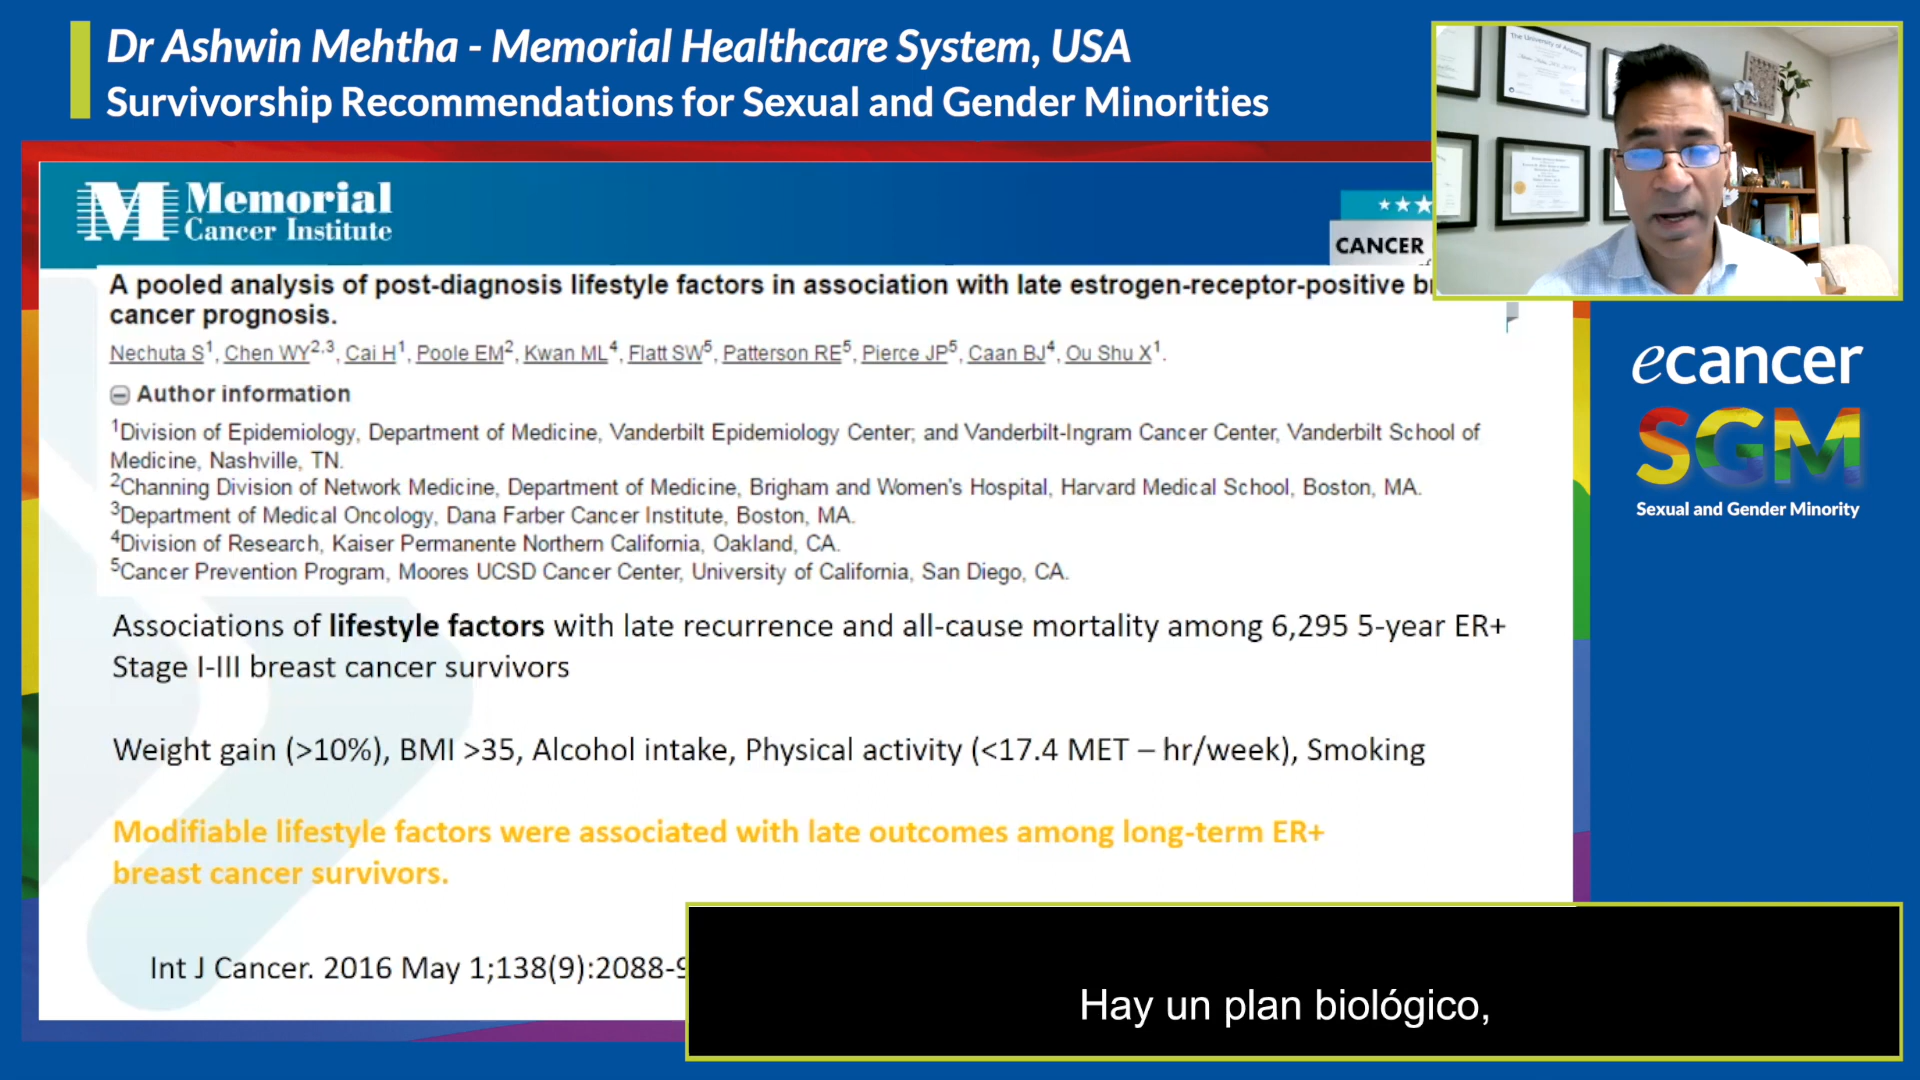 Dr Ashwin Mehtha - Memorial Healthcare System, USA
Survivorship Recommendations for Sexual and Gender Minorities
Memorial
Cancer Institute
CANCER
The University of Arizona
A pooled analysis of post-diagnosis lifestyle factors in association with late estrogen-receptor-positive
cancer prognosis.
Nechuta S1, Chen WY2,3, Cai H1, Poole EM2, Kwan ML4, Flatt SW5, Patterson RE5, Pierce JP5, Caan BJ4, Ou Shu X1.
Author information
1Division of Epidemiology, Department of Medicine, Vanderbilt Epidemiology Center; and Vanderbilt-Ingram Cancer Center, Vanderbilt School of
Medicine, Nashville, TN.
2Channing Division of Network Medicine, Department of Medicine, Brigham and Women's Hospital, Harvard Medical School, Boston, MA.
3Department of Medical Oncology, Dana Farber Cancer Institute, Boston, MA.
4Division of Research, Kaiser Permanente Northern California, Oakland, CA.
5Cancer Prevention Program, Moores UCSD Cancer Center, University of California, San Diego, CA.
Associations of lifestyle factors with late recurrence and all-cause mortality among 6,295 5-year ER+
Stage I-III breast cancer survivors
Weight gain (>10%), BMI >35, Alcohol intake, Physical activity (<17.4 MET – hr/week), Smoking
Modifiable lifestyle factors were associated with late outcomes among long-term ER+
breast cancer survivors.
Int J Cancer. 2016 May 1;138(9):2088-9
ecancer
SGM
Sexual and Gender Minority
Hay un plan biológico,